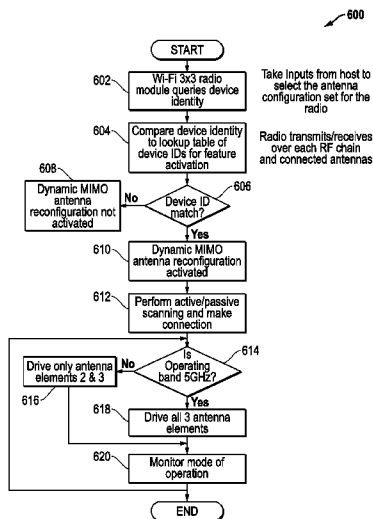 600
START
602
Wi-Fi 3x3 radio
module queries device
identity
Take Inputs from host to
select the antenna
configuration set for the
radio
604
Compare device identity
to lookup table of
device IDs for feature
activation
Radio transmits/receives
over each RF chain
and connected antennas
608
Dynamic MIMO
antenna
reconfiguration not
activated
No
Device ID
match?
606
Yes
610
Dynamic MIMO
antenna reconfiguration
activated
612
Perform active/passive
scanning and make
connection
Is
Operating
band 5GHz?
614
No
Drive only antenna
elements 2 & 3
616
Yes
618
Drive all 3 antenna
elements
620
Monitor mode of
operation
END